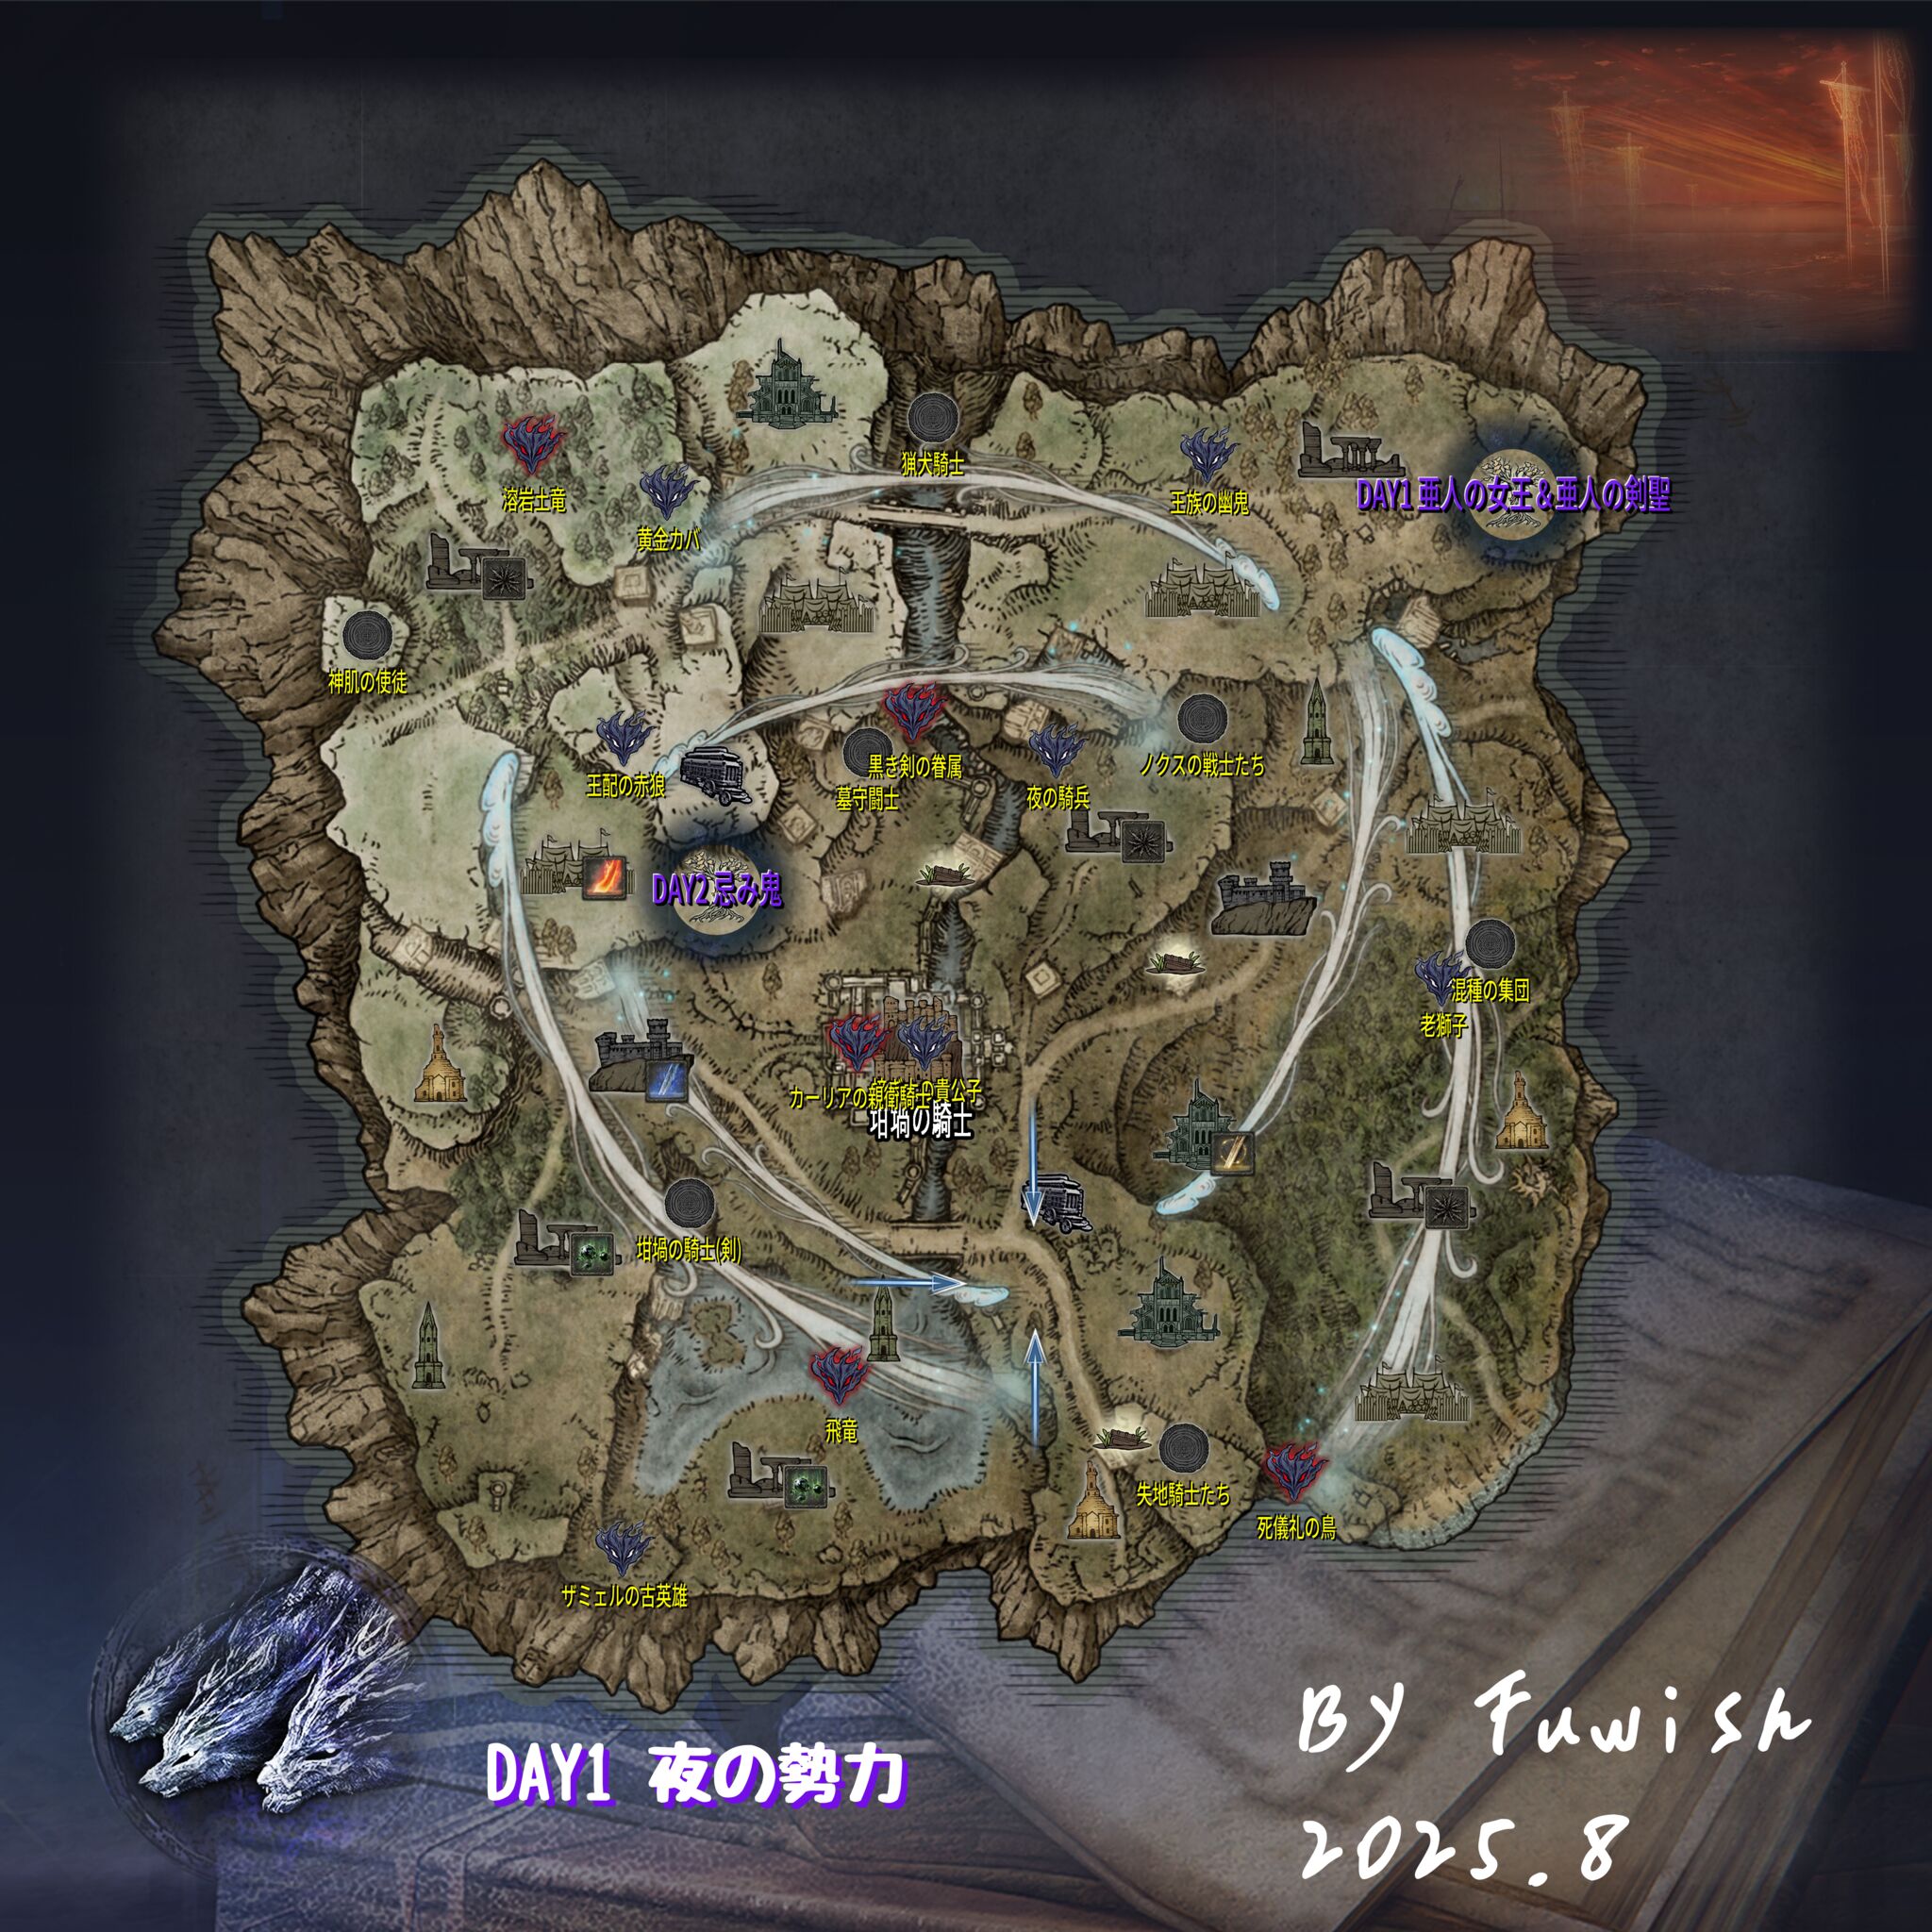 猟犬騎士
溶岩土竜
黄金カバ
王族の幽鬼
DAY1 亜人の女王&亜人の剣聖
神肌の使徒
王配の赤狼
黒き剣の眷属
墓守闘士
夜の騎兵
ノクスの戦士たち
DAY2 忌み鬼
混種の集団
老獅子
カーリアの親衛騎士
の貴公子
坩堝の騎士
坩堝の騎士(剣)
飛竜
失地騎士たち
死儀礼の鳥
ザミェルの古英雄
DAY1 夜の勢力
By Fuwish
2025.8